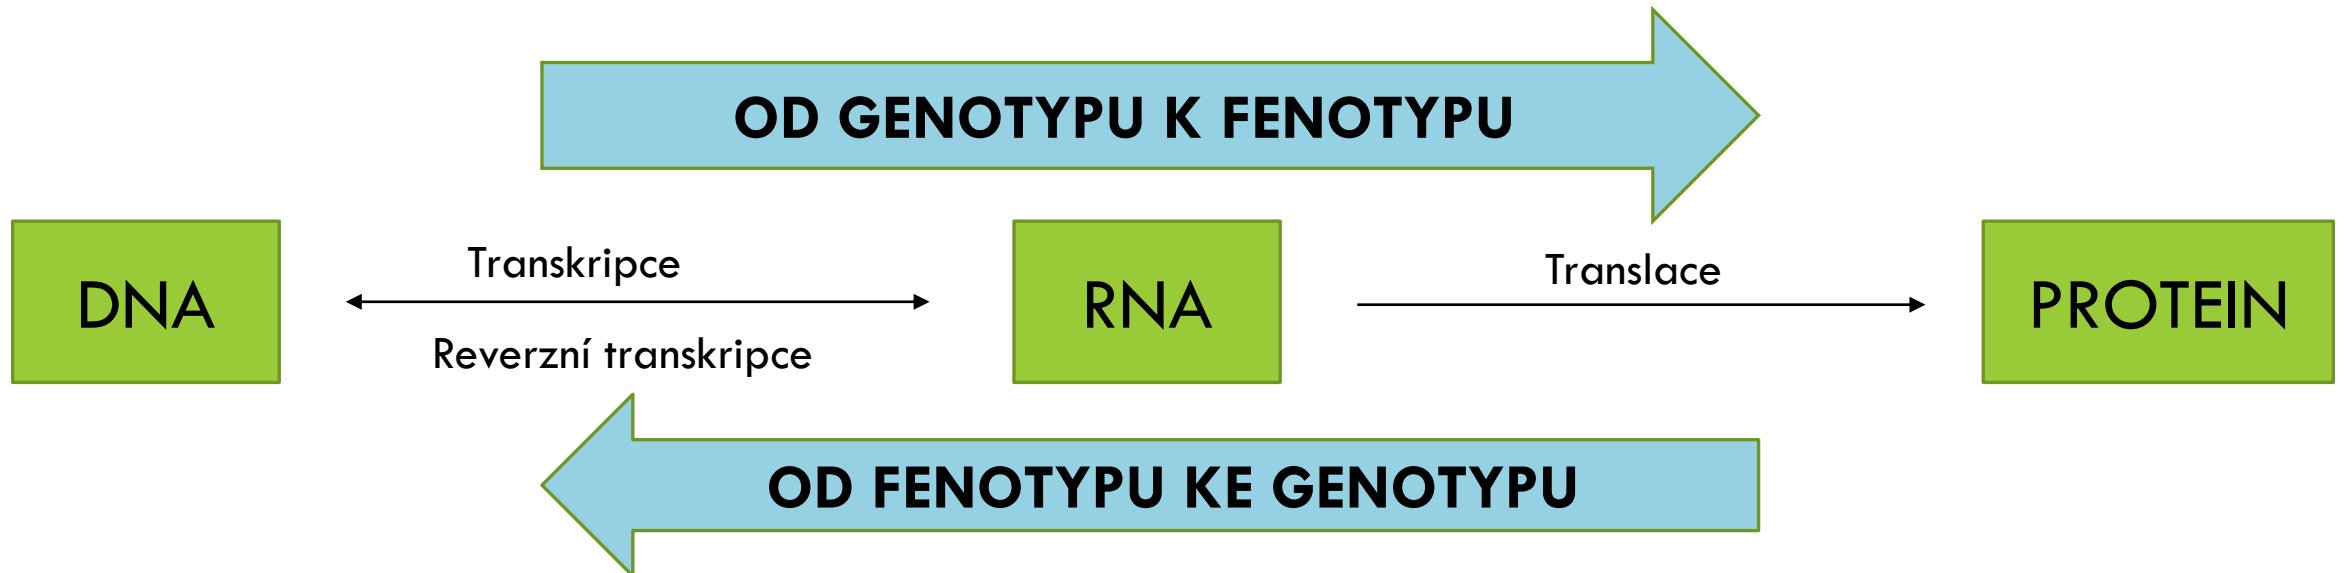 OD GENOTYPU K FENOTYPU
DNA
Transkripce
Reverzní transkripce
RNA
Translace
PROTEIN
OD FENOTYPU KE GENOTYPU